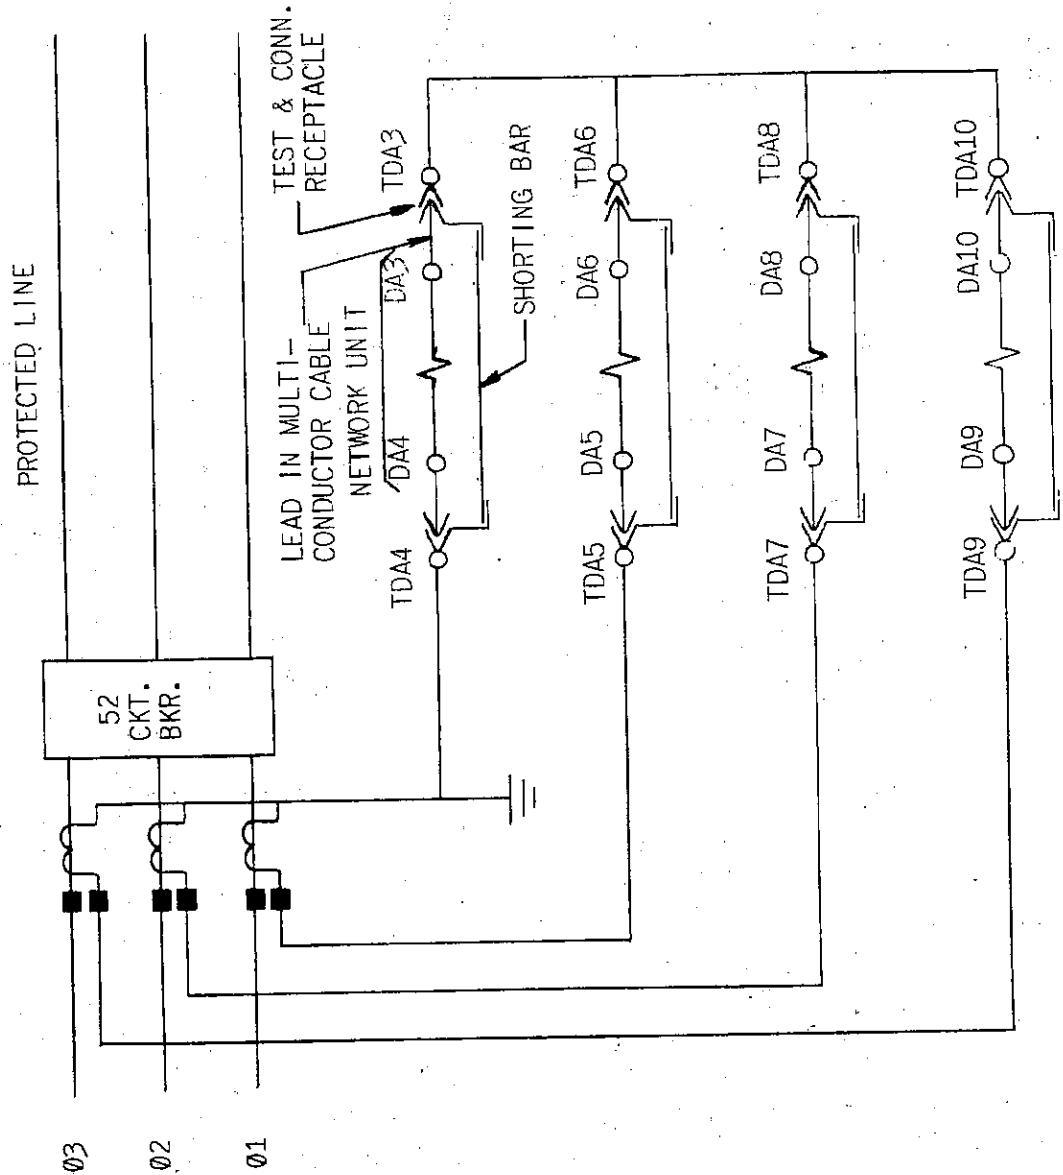 PROTECTED LINE
52
CKT.
BKR.
Ø3
Ø2
Ø1
TEST & CONN.
RECEPTACLE
LEAD IN MULTI-
CONDUCTOR CABLE
NETWORK UNIT
TDA4
DA4
DA3
TDA3
SHORTING BAR
TDA5
DA5
DA6
TDA6
TDA7
DA7
DA8
TDA8
TDA9
DA9
DA10
TDA10